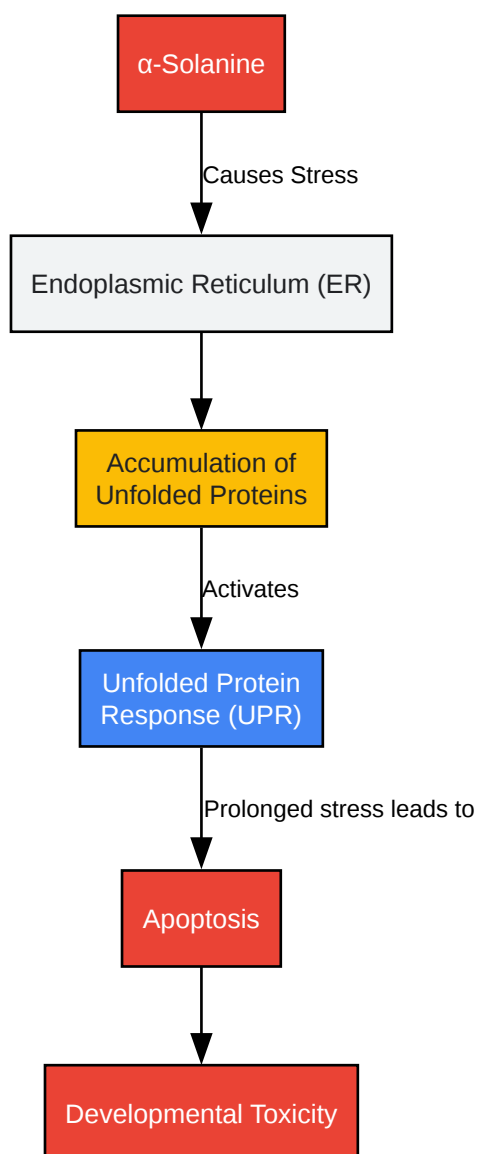 α-Solanine
Causes Stress
Endoplasmic Reticulum (ER)
Accumulation of
Unfolded Proteins
Activates
Unfolded Protein
Response (UPR)
Prolonged stress leads to
Apoptosis
Developmental Toxicity